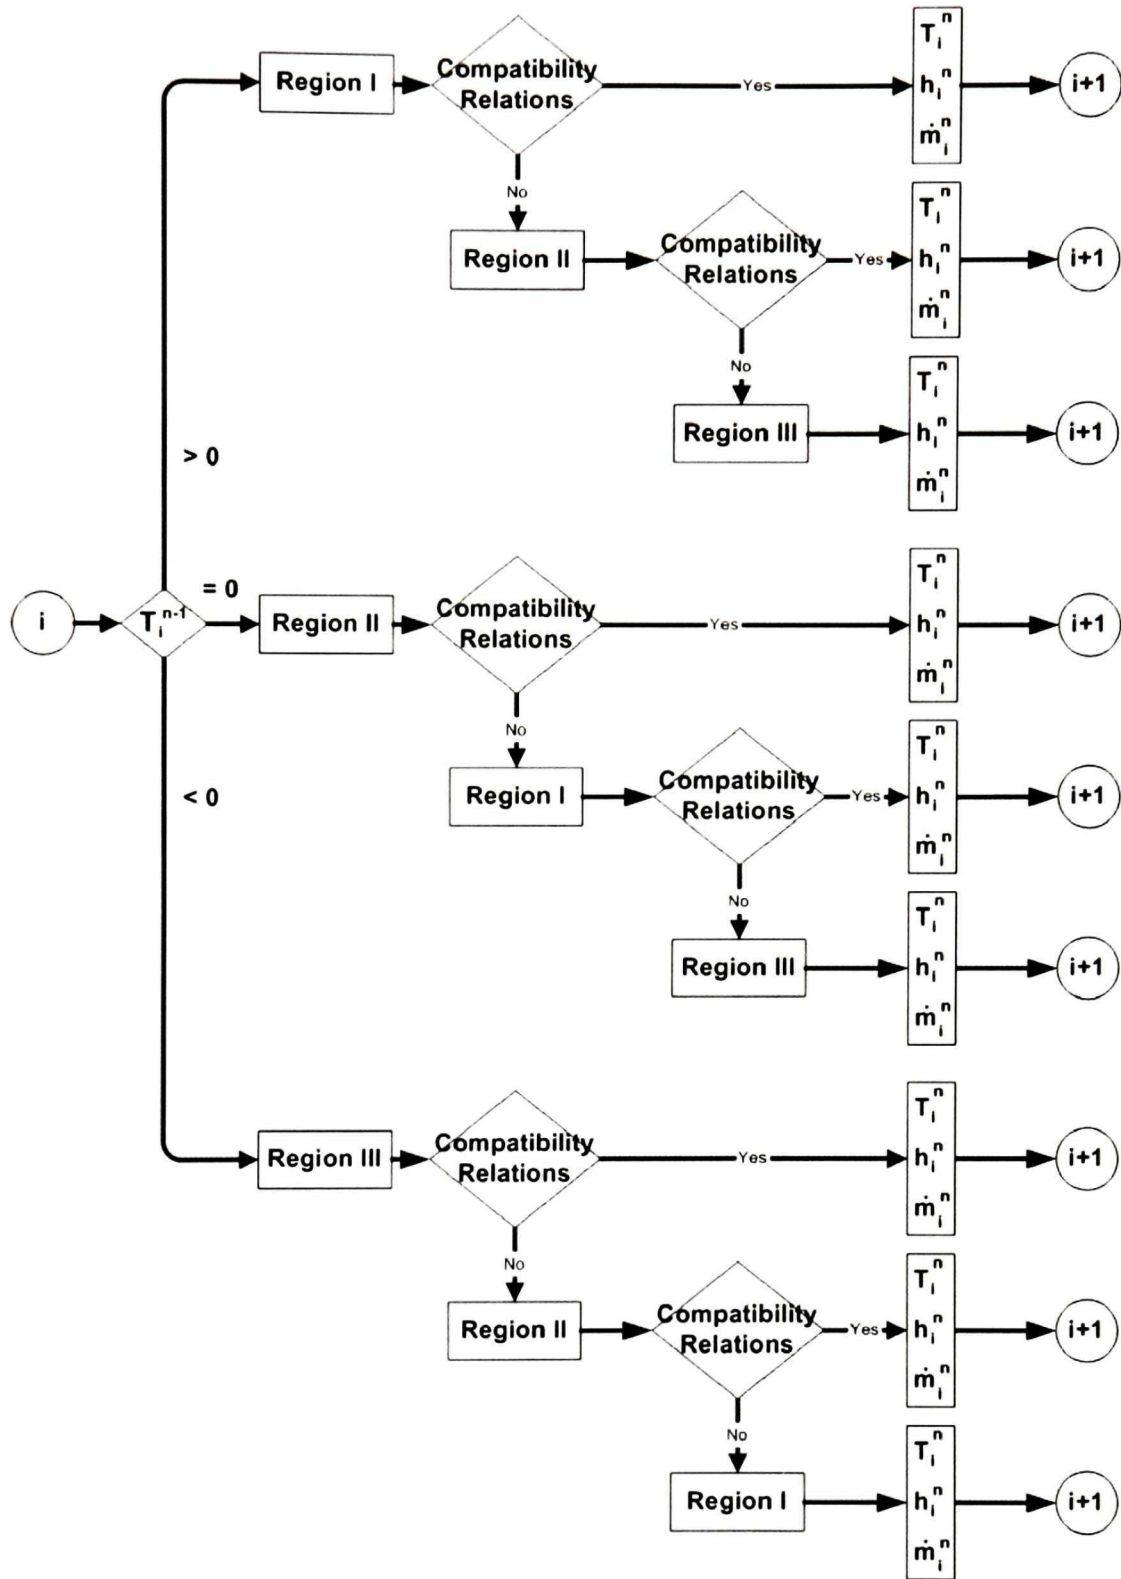 Region I
Compatibility
Relations
Yes
T_i^n
h_i^n
ṁ_i^n
i+1
No
Region II
Compatibility
Relations
Yes
T_i^n
h_i^n
ṁ_i^n
i+1
No
Region III
T_i^n
h_i^n
ṁ_i^n
i+1
> 0
i
T_i^{n-1}
= 0
Region II
Compatibility
Relations
Yes
T_i^n
h_i^n
ṁ_i^n
i+1
No
Region I
Compatibility
Relations
Yes
T_i^n
h_i^n
ṁ_i^n
i+1
No
Region III
T_i^n
h_i^n
ṁ_i^n
i+1
< 0
Region III
Compatibility
Relations
Yes
T_i^n
h_i^n
ṁ_i^n
i+1
No
Region II
Compatibility
Relations
Yes
T_i^n
h_i^n
ṁ_i^n
i+1
No
Region I
T_i^n
h_i^n
ṁ_i^n
i+1